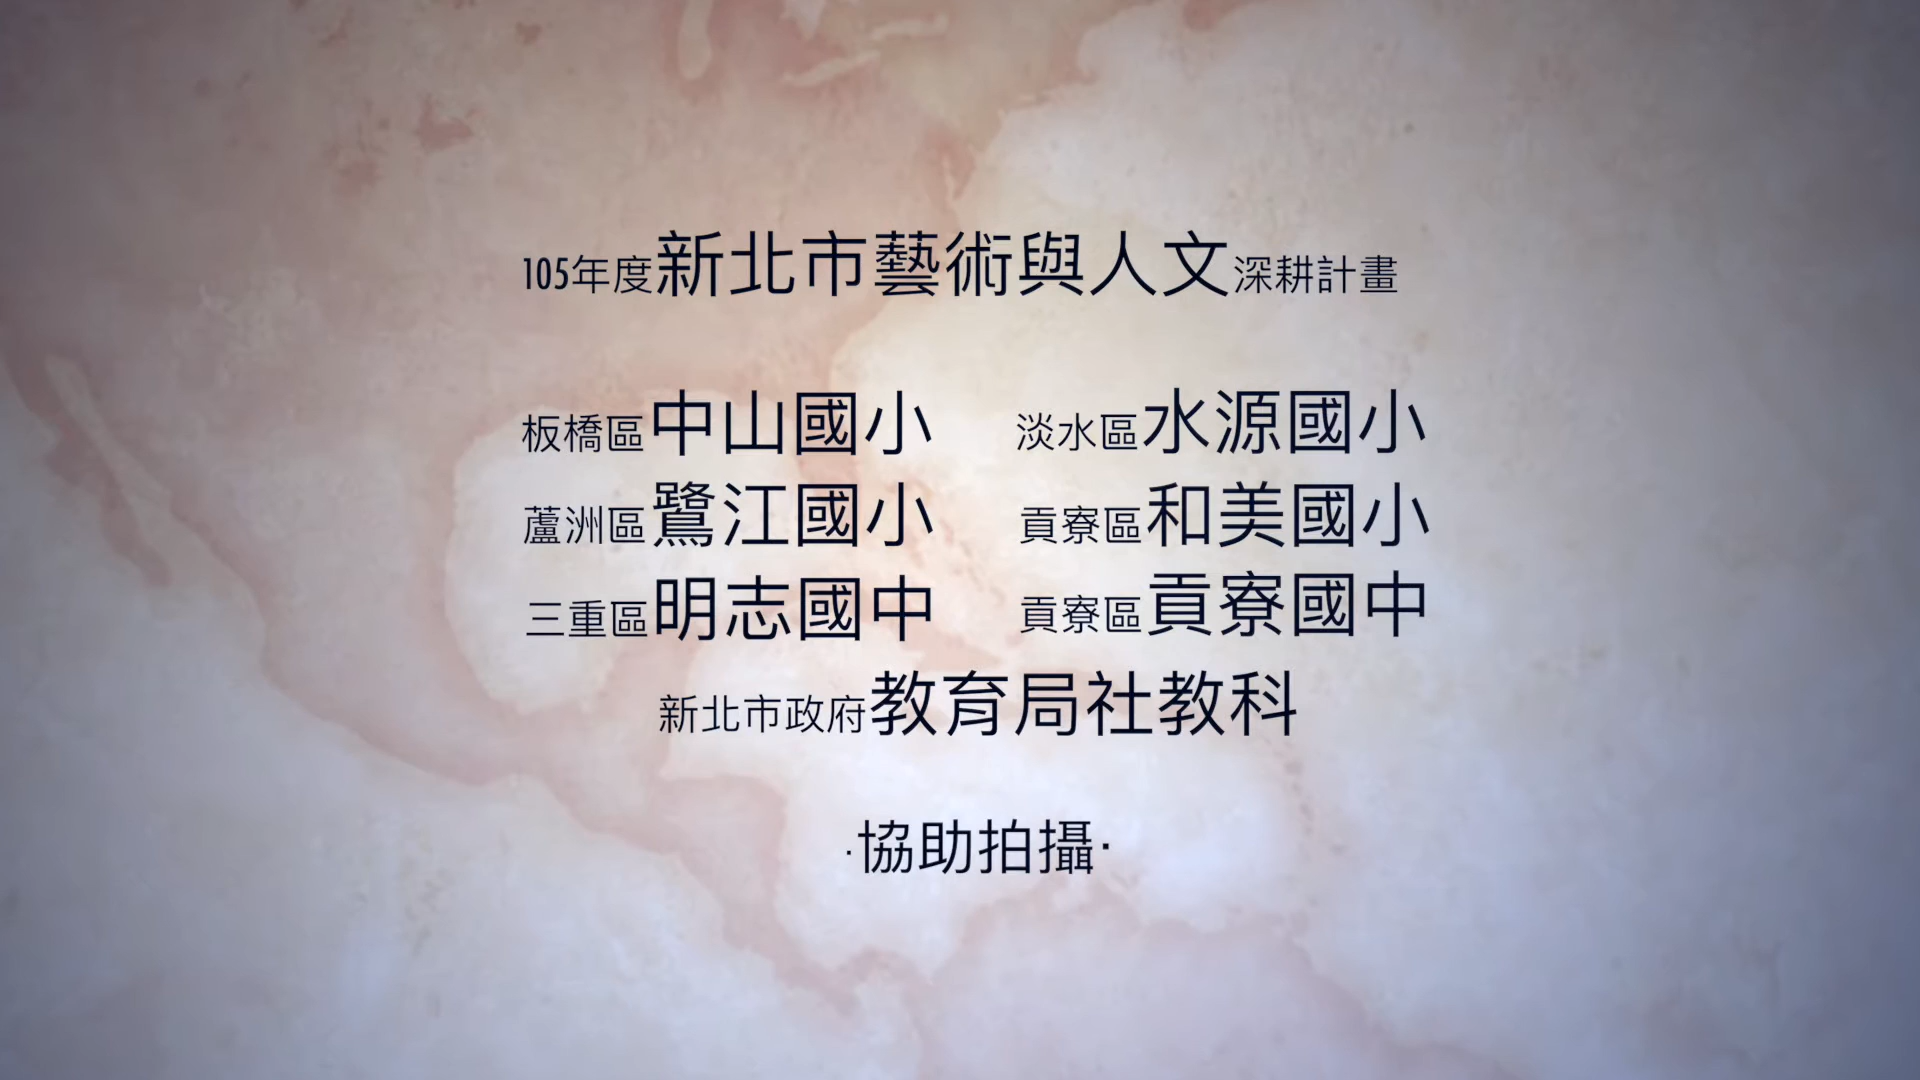 105年度新北市藝術與人文深耕計畫
板橋區中山國小 淡水區水源國小
蘆洲區鷺江國小 貢寮區和美國小
三重區明志國中 貢寮區貢寮國中
新北市政府教育局社教科
·協助拍攝·